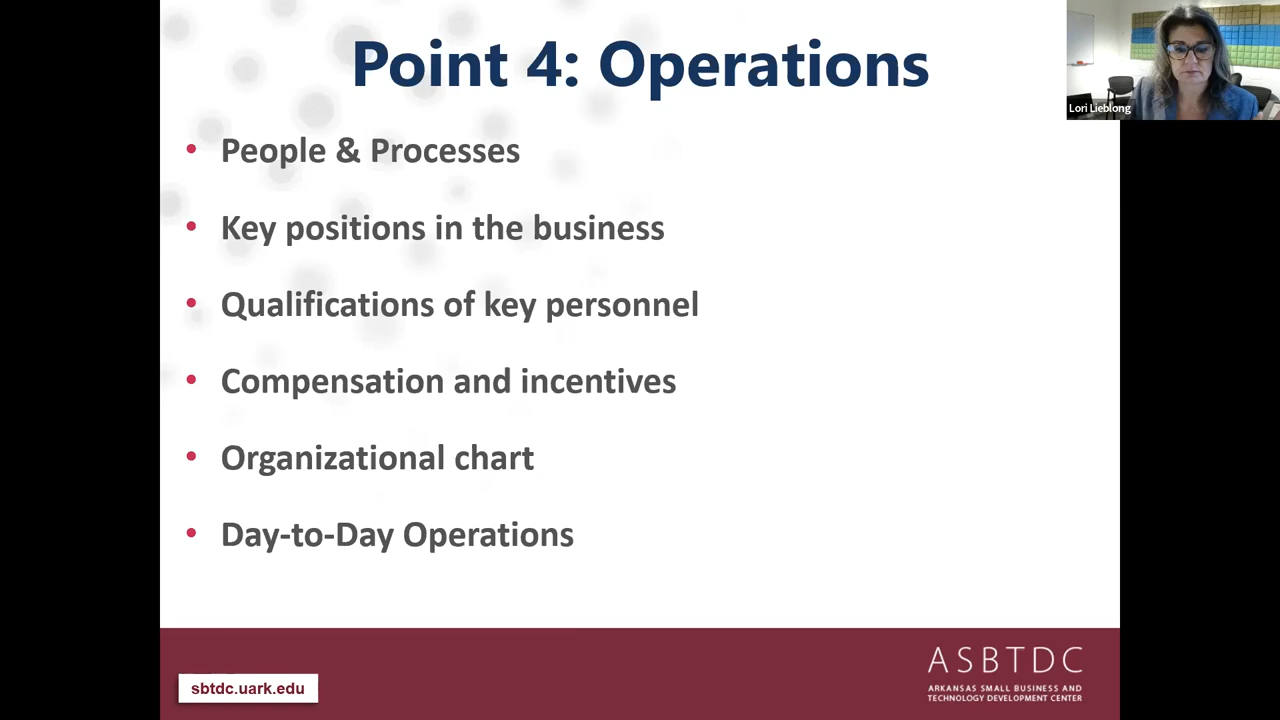 Point 4: Operations
Lori Lieblong
• People & Processes
• Key positions in the business
• Qualifications of key personnel
• Compensation and incentives
• Organizational chart
• Day-to-Day Operations
sbtdc.uark.edu
ASBTDC
ARKANSAS SMALL BUSINESS AND
TECHNOLOGY DEVELOPMENT CENTER